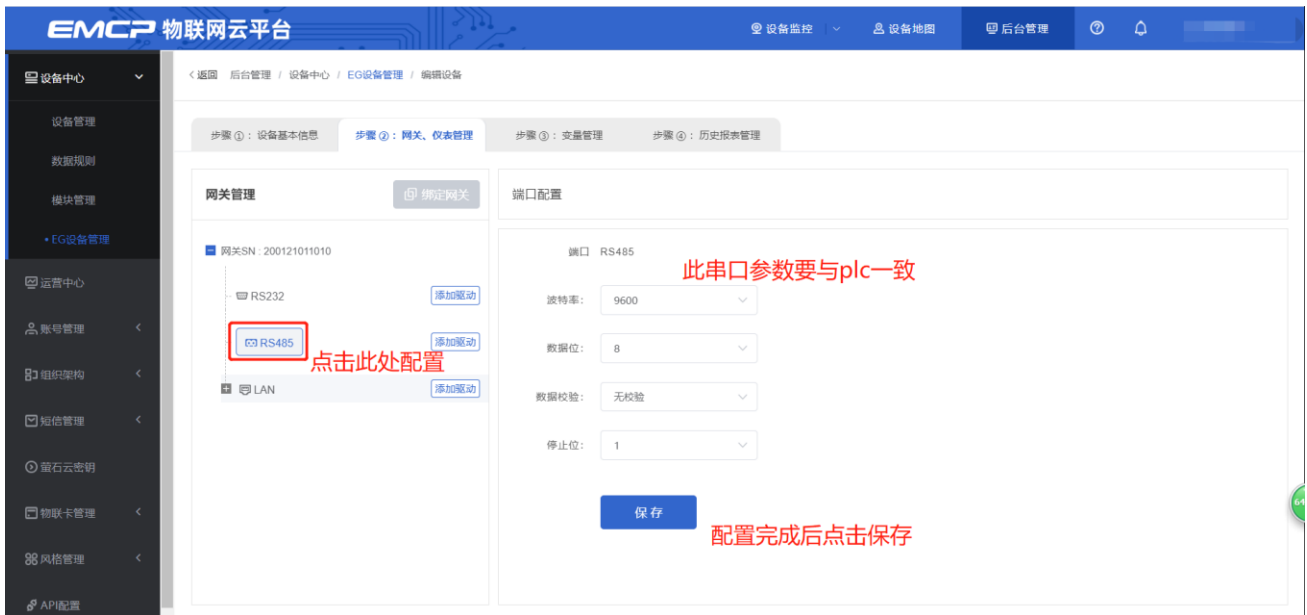 EMCP 物联网云平台
设备监控
设备地图
后台管理
设备中心
设备管理
数据规则
模块管理
•EG设备管理
运营中心
账号管理
组织架构
短信管理
萤石云密钥
物联卡管理
风格管理
API配置
<返回 后台管理 / 设备中心 / EG设备管理 / 编辑设备
步骤①：设备基本信息
步骤②：网关、仪表管理
步骤③：变量管理
步骤④：历史报表管理
网关管理
绑定网关
网关SN : 200121011010
RS232
添加驱动
RS485
添加驱动
点击此处配置
LAN
添加驱动
端口配置
端口 RS485
此串口参数要与plc一致
波特率： 9600
数据位： 8
数据校验： 无校验
停止位： 1
保存
配置完成后点击保存